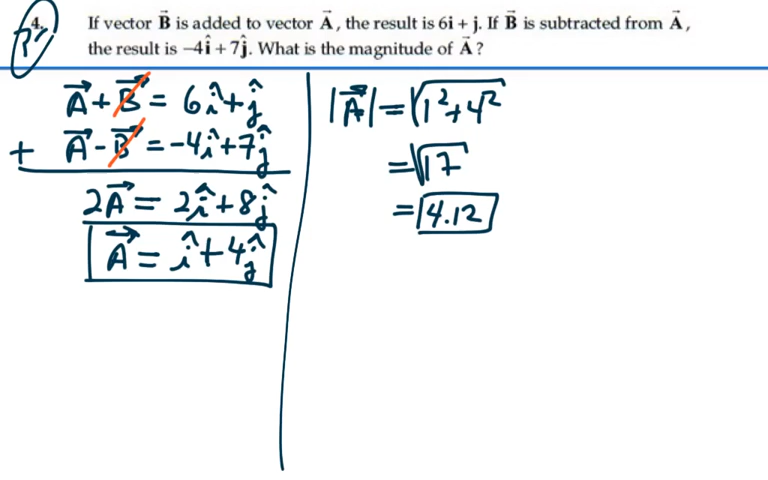 4. If vector B⃗ is added to vector A⃗, the result is 6i + j. If B⃗ is subtracted from A⃗,
the result is −4î + 7ĵ. What is the magnitude of A⃗?
A⃗ + B⃗ = 6î + ĵ
+ A⃗ - B⃗ = -4î + 7ĵ
2A⃗ = 2î + 8ĵ
A⃗ = î + 4ĵ
|A⃗| = √1² + 4²
= √17
= 4.12